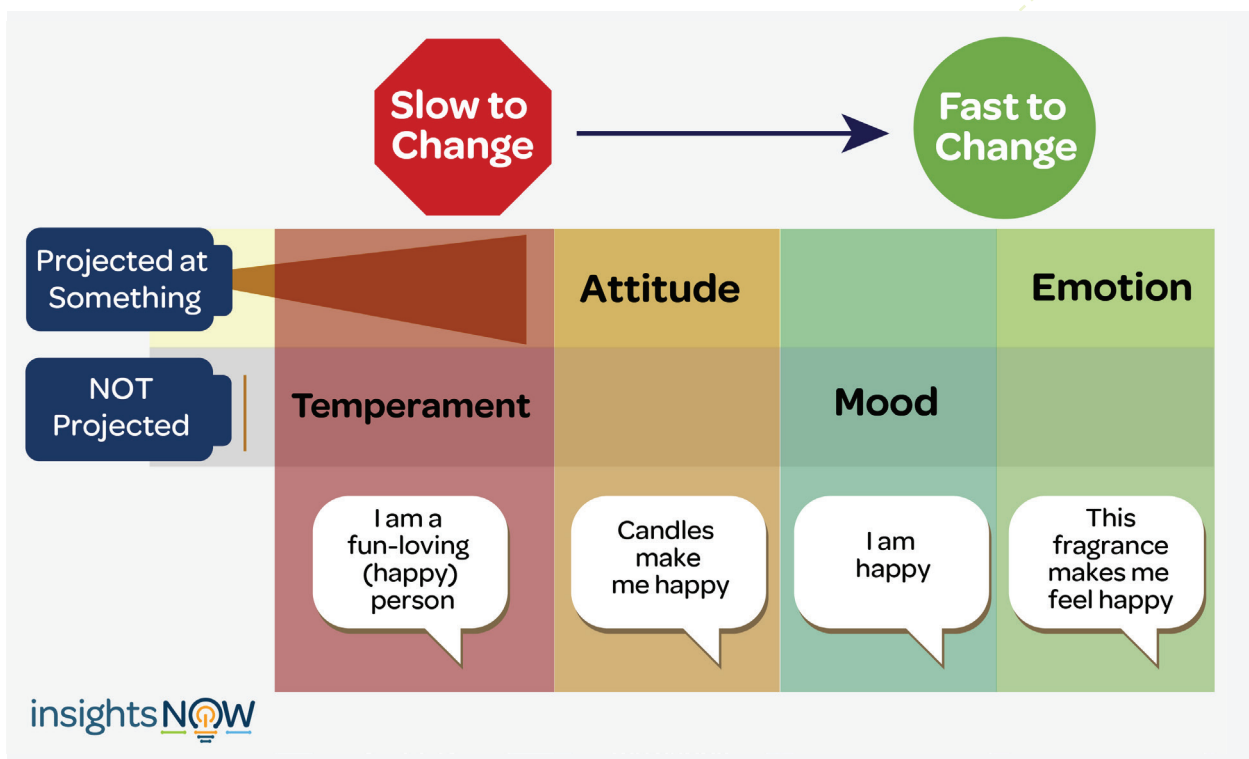 Slow to
Change
Fast to
Change
Projected at
Something
Attitude
Emotion
NOT
Projected
Temperament
Mood
I am a
fun-loving
(happy)
person
Candles
make
me happy
I am
happy
This
fragrance
makes me
feel happy
insightsNOW